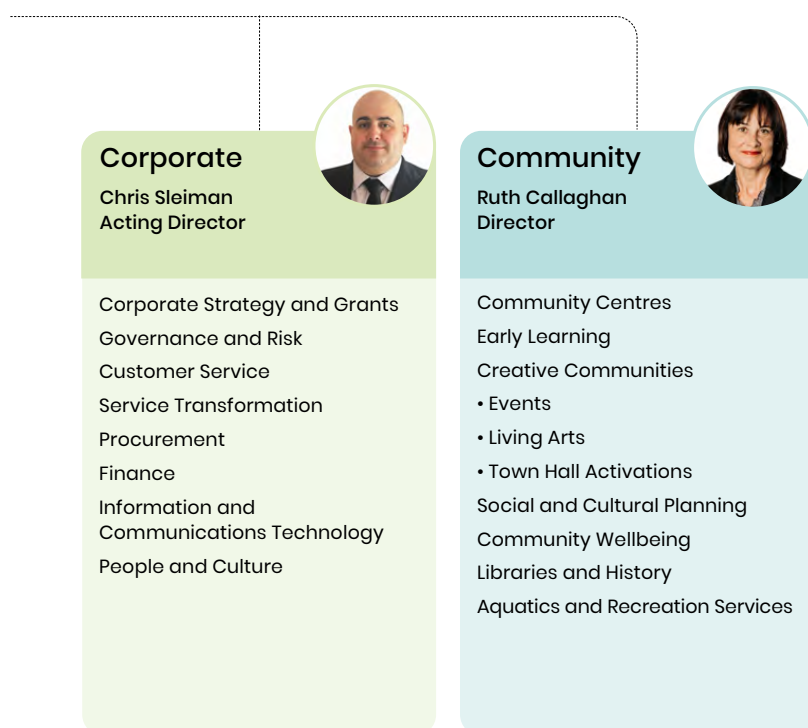 Corporate
Chris Sleiman
Acting Director
Corporate Strategy and Grants
Governance and Risk
Customer Service
Service Transformation
Procurement
Finance
Information and
Communications Technology
People and Culture
Community
Ruth Callaghan
Director
Community Centres
Early Learning
Creative Communities
• Events
• Living Arts
• Town Hall Activations
Social and Cultural Planning
Community Wellbeing
Libraries and History
Aquatics and Recreation Services